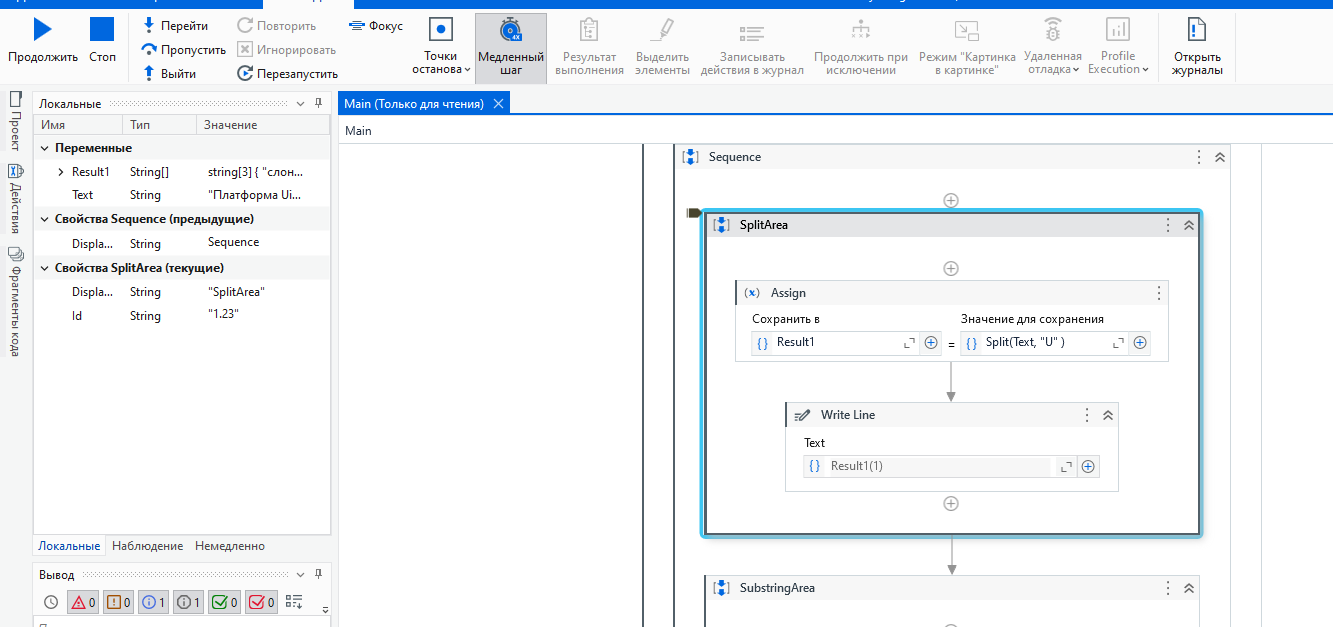 Продолжить
Стоп
Перейти
Пропустить
Выйти
Повторить
Игнорировать
Перезапустить
Фокус
Точки
останова
Медленный
шаг
4X
Результат
выполнения
Выделить
элементы
Записывать
действия в журнал
Продолжить при
исключении
Режим "Картинка
в картинке"
Удаленная
отладка
Profile
Execution
Открыть
журналы
Проект
Действия
Фрагменты кода
Локальные
Имя Тип Значение
Переменные
Result1 String[] string[3] { "слон...
Text String "Платформа Ui...
Свойства Sequence (предыдущие)
Displa... String Sequence
Свойства SplitArea (текущие)
Displa... String "SplitArea"
Id String "1.23"
Локальные Наблюдение Немедленно
Вывод
0 0 1 1 0 0
Main (Только для чтения)
Main
Sequence
SplitArea
(x) Assign
Сохранить в Значение для сохранения
{ } Result1 = { } Split(Text, "U" )
Write Line
Text
{ } Result1(1)
SubstringArea